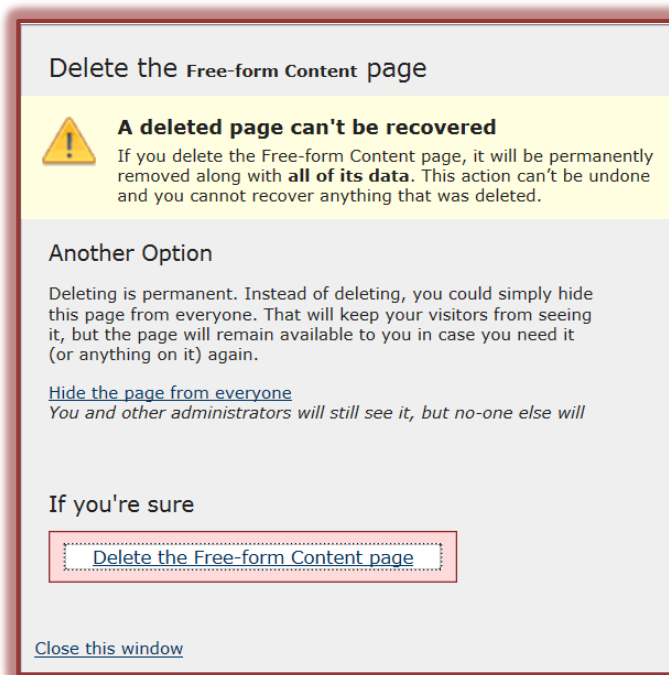 Delete the Free-form Content page
A deleted page can't be recovered
If you delete the Free-form Content page, it will be permanently
removed along with all of its data. This action can’t be undone
and you cannot recover anything that was deleted.
Another Option
Deleting is permanent. Instead of deleting, you could simply hide
this page from everyone. That will keep your visitors from seeing
it, but the page will remain available to you in case you need it
(or anything on it) again.
Hide the page from everyone
You and other administrators will still see it, but no-one else will
If you're sure
Delete the Free-form Content page
Close this window